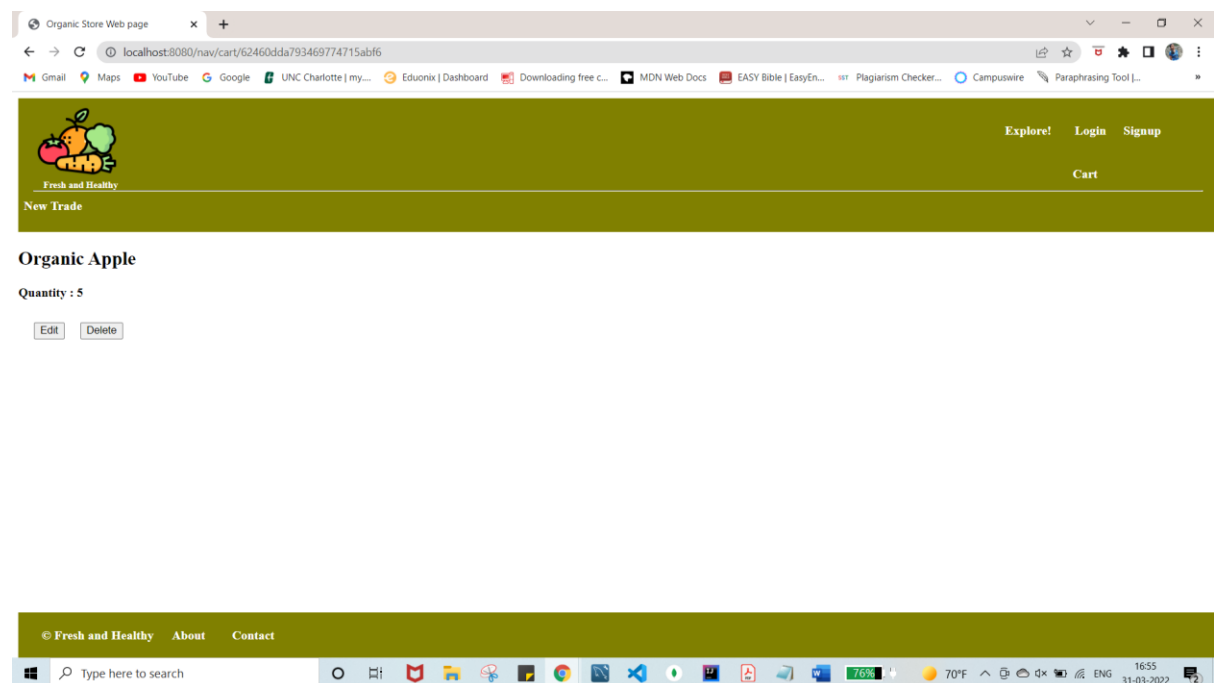 Organic Store Web page
localhost:8080/nav/cart/62460dda793469774715abf6
Gmail Maps YouTube Google UNC Charlotte | my.... Eduonix | Dashboard Downloading free c... MDN Web Docs EASY Bible | EasyEn... Plagiarism Checker... Campuswire Paraphrasing Tool |... »
Explore! Login Signup
Cart
Fresh and Healthy
New Trade
Organic Apple
Quantity : 5
Edit Delete
© Fresh and Healthy About Contact
Type here to search
76%
70°F
ENG
16:55
31-03-2022
2